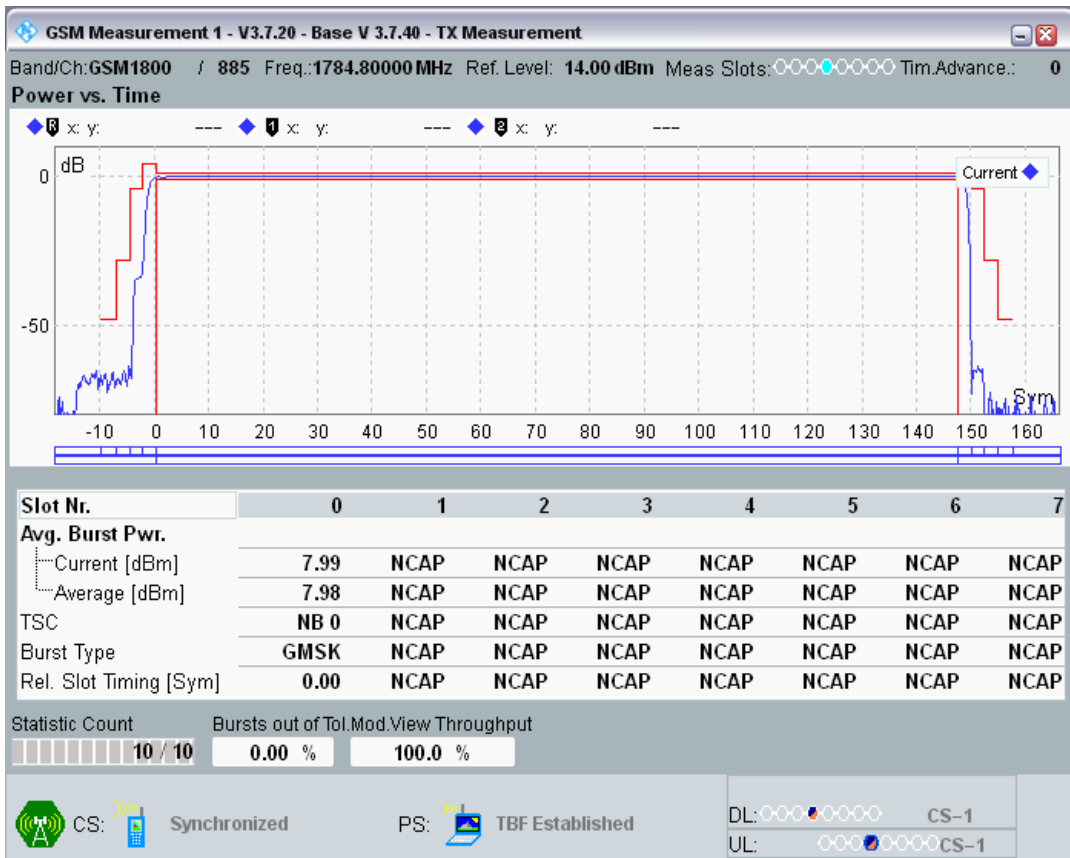 GSM Measurement 1 - V3.7.20 - Base V 3.7.40 - TX Measurement
Band/Ch:GSM1800 / 885 Freq.:1784.80000 MHz Ref. Level: 14.00 dBm Meas Slots: Tim.Advance.: 0
Power vs. Time
R x: y: --- 1 x: y: --- 2 x: y: ---
dB
Current
0
-50
Sym
-10 0 10 20 30 40 50 60 70 80 90 100 110 120 130 140 150 160
Slot Nr. 0 1 2 3 4 5 6 7
Avg. Burst Pwr.
Current [dBm] 7.99 NCAP NCAP NCAP NCAP NCAP NCAP NCAP
Average [dBm] 7.98 NCAP NCAP NCAP NCAP NCAP NCAP NCAP
TSC NB 0 NCAP NCAP NCAP NCAP NCAP NCAP NCAP
Burst Type GMSK NCAP NCAP NCAP NCAP NCAP NCAP NCAP
Rel. Slot Timing [Sym] 0.00 NCAP NCAP NCAP NCAP NCAP NCAP NCAP
Statistic Count Bursts out of Tol. Mod.View Throughput
10 / 10 0.00 % 100.0 %
CS: Synchronized PS: TBF Established
DL: CS-1
UL: CS-1